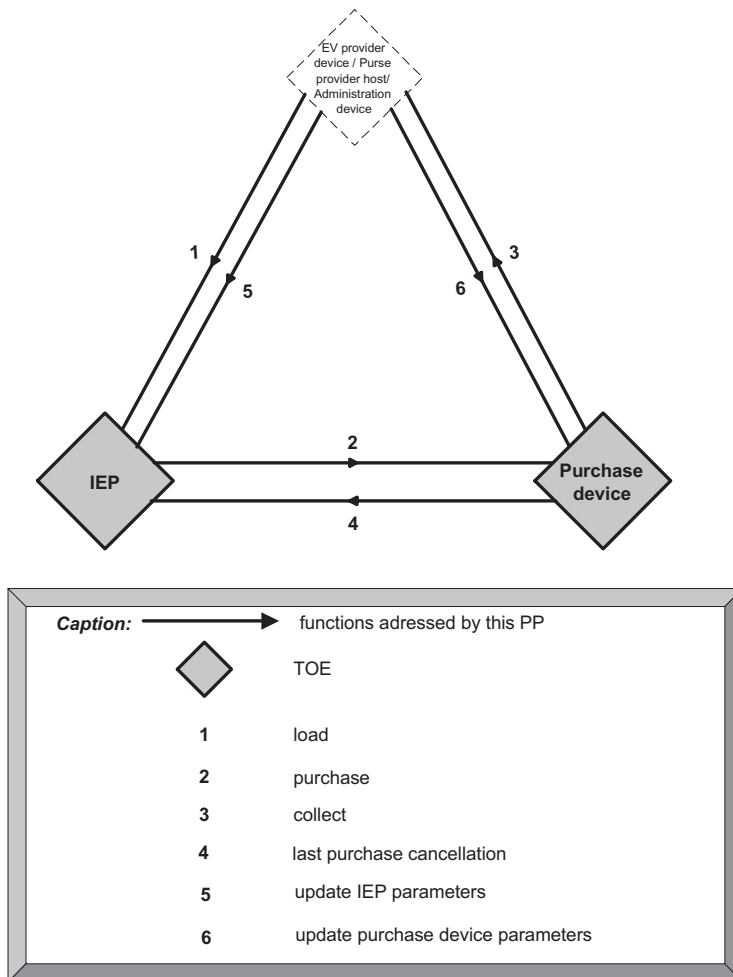 EV provider
device / Purse
provider host/
Administration
device
1
5
6
3
2
4
IEP
Purchase
device
Caption: functions adressed by this PP
TOE
1 load
2 purchase
3 collect
4 last purchase cancellation
5 update IEP parameters
6 update purchase device parameters